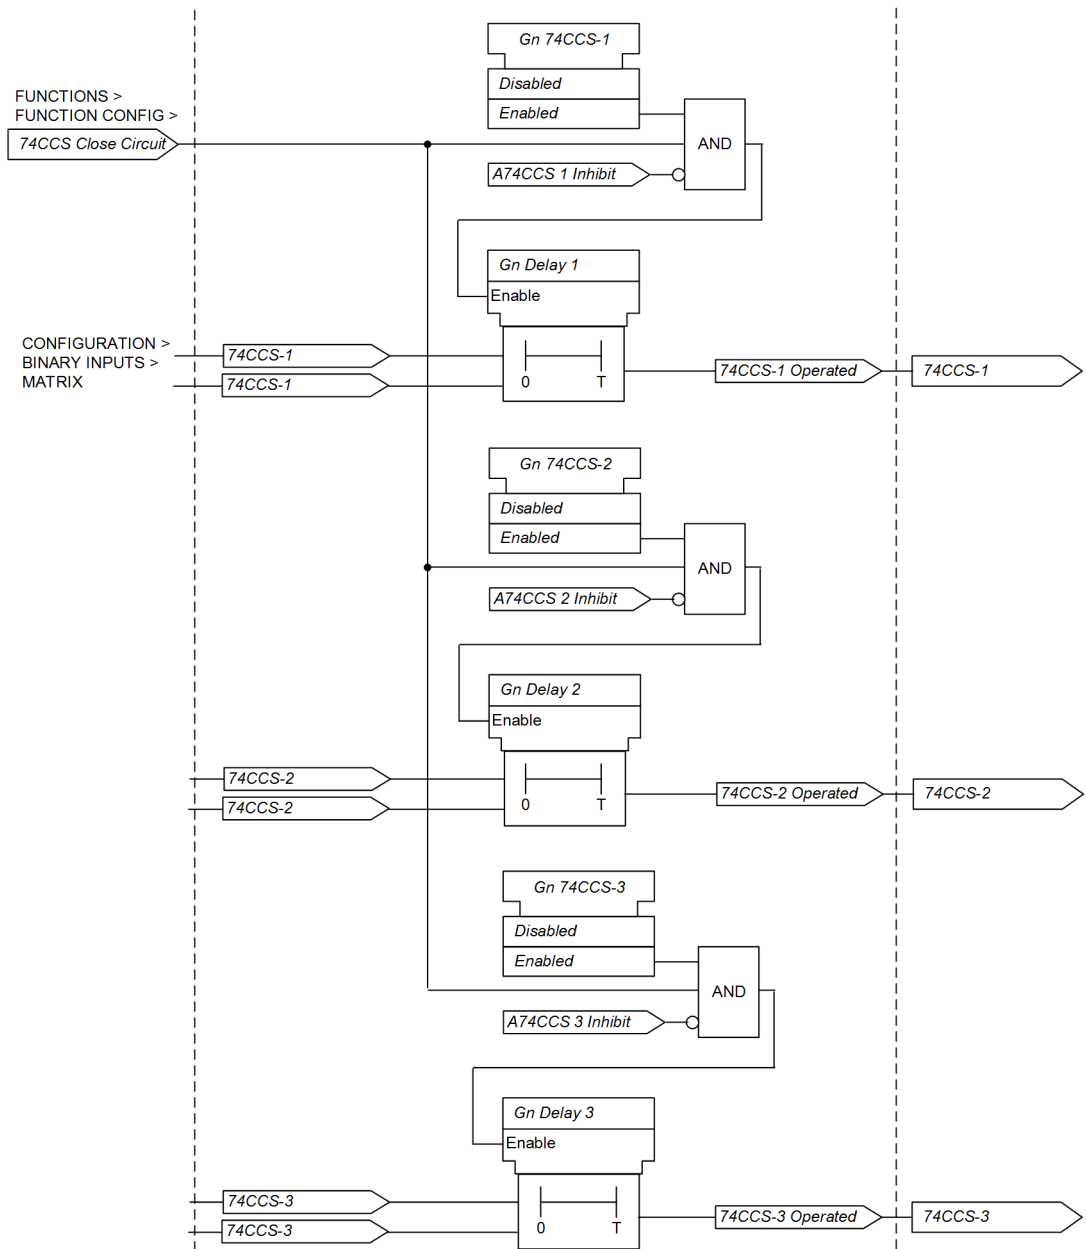 Gn 74CCS-1
Disabled
Enabled
FUNCTIONS >
FUNCTION CONFIG >
74CCS Close Circuit
AND
A74CCS 1 Inhibit
Gn Delay 1
Enable
CONFIGURATION >
BINARY INPUTS >
MATRIX
74CCS-1
74CCS-1
0 T
74CCS-1 Operated
74CCS-1
Gn 74CCS-2
Disabled
Enabled
AND
A74CCS 2 Inhibit
Gn Delay 2
Enable
74CCS-2
74CCS-2
0 T
74CCS-2 Operated
74CCS-2
Gn 74CCS-3
Disabled
Enabled
AND
A74CCS 3 Inhibit
Gn Delay 3
Enable
74CCS-3
74CCS-3
0 T
74CCS-3 Operated
74CCS-3